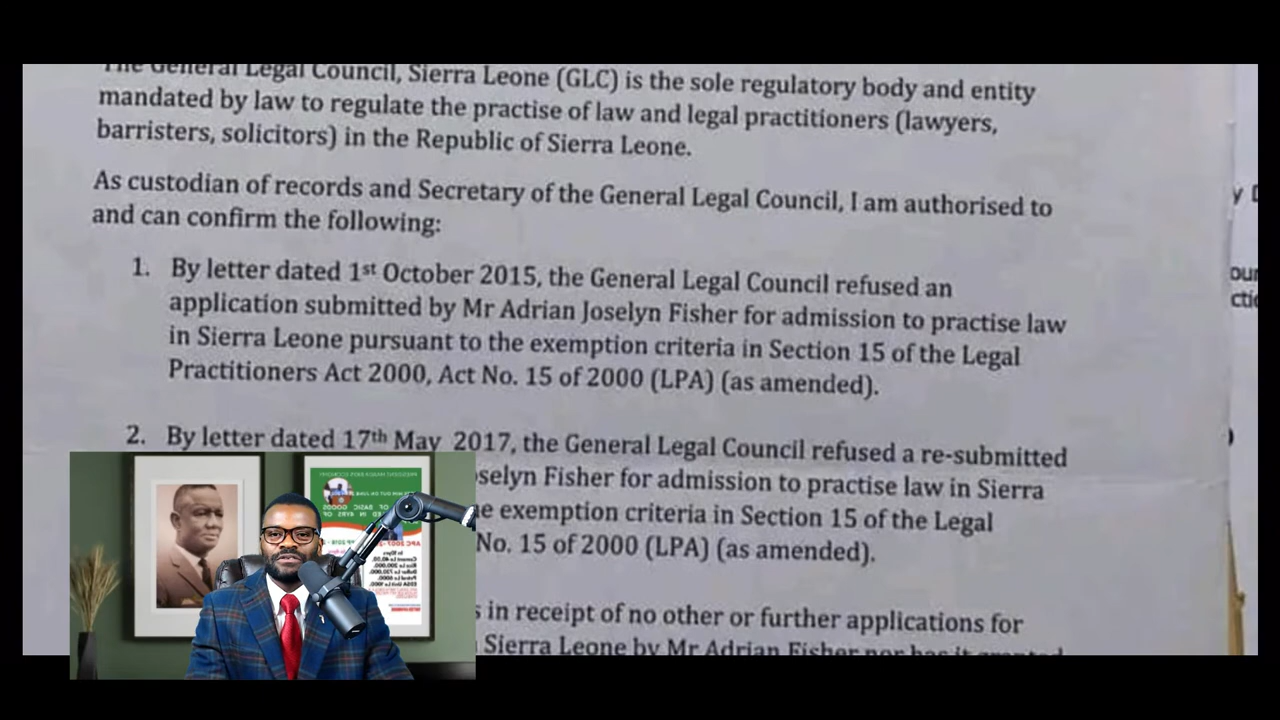 The General Legal Council, Sierra Leone (GLC) is the sole regulatory body and entity
mandated by law to regulate the practise of law and legal practitioners (lawyers,
barristers, solicitors) in the Republic of Sierra Leone.
As custodian of records and Secretary of the General Legal Council, I am authorised to
and can confirm the following:
1. By letter dated 1st October 2015, the General Legal Council refused an
application submitted by Mr Adrian Joselyn Fisher for admission to practise law
in Sierra Leone pursuant to the exemption criteria in Section 15 of the Legal
Practitioners Act 2000, Act No. 15 of 2000 (LPA) (as amended).
2. By letter dated 17th May 2017, the General Legal Council refused a re-submitted
oselyn Fisher for admission to practise law in Sierra
e exemption criteria in Section 15 of the Legal
No. 15 of 2000 (LPA) (as amended).
s in receipt of no other or further applications for
Sierra Leone by Mr Adrian Fisher nor has it granted